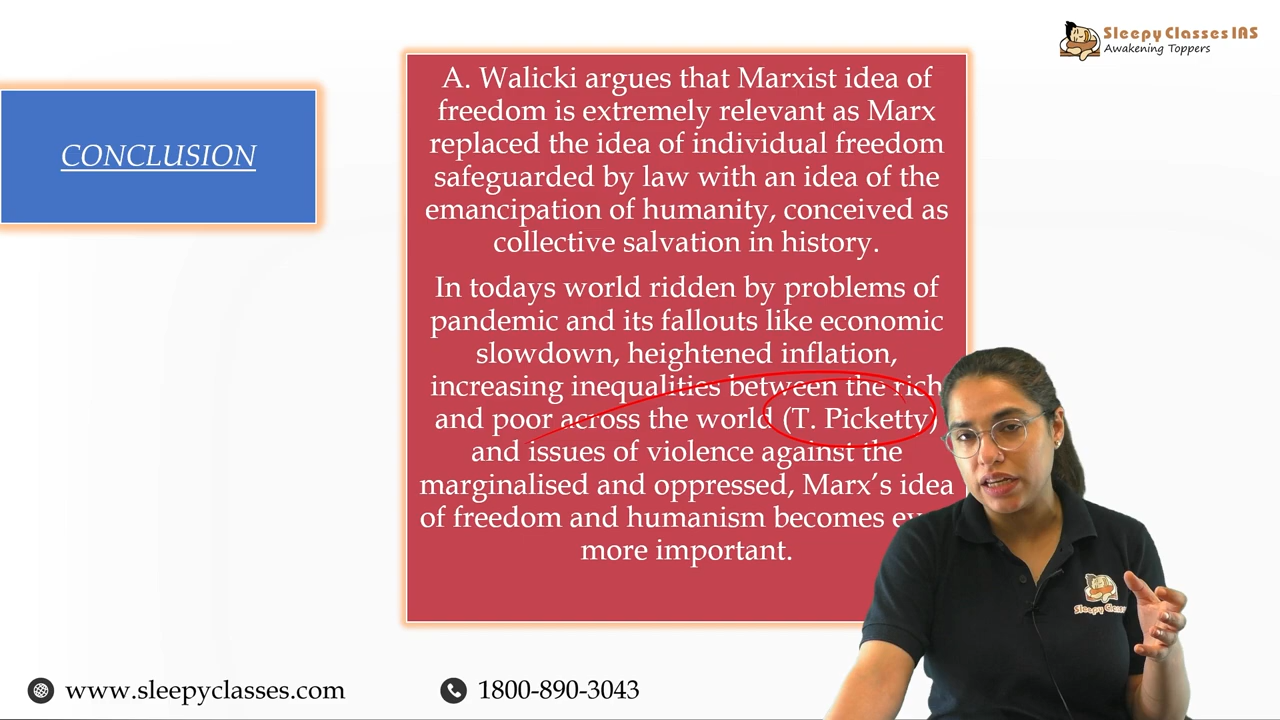 Sleepy Classes IAS
Awakening Toppers
CONCLUSION
A. Walicki argues that Marxist idea of
freedom is extremely relevant as Marx
replaced the idea of individual freedom
safeguarded by law with an idea of the
emancipation of humanity, conceived as
collective salvation in history.
In todays world ridden by problems of
pandemic and its fallouts like economic
slowdown, heightened inflation,
increasing inequalities between the rich
and poor across the world (T. Picketty)
and issues of violence against the
marginalised and oppressed, Marx's idea
of freedom and humanism becomes
more important.
Sleepy Classes
www.sleepyclasses.com
1800-890-3043